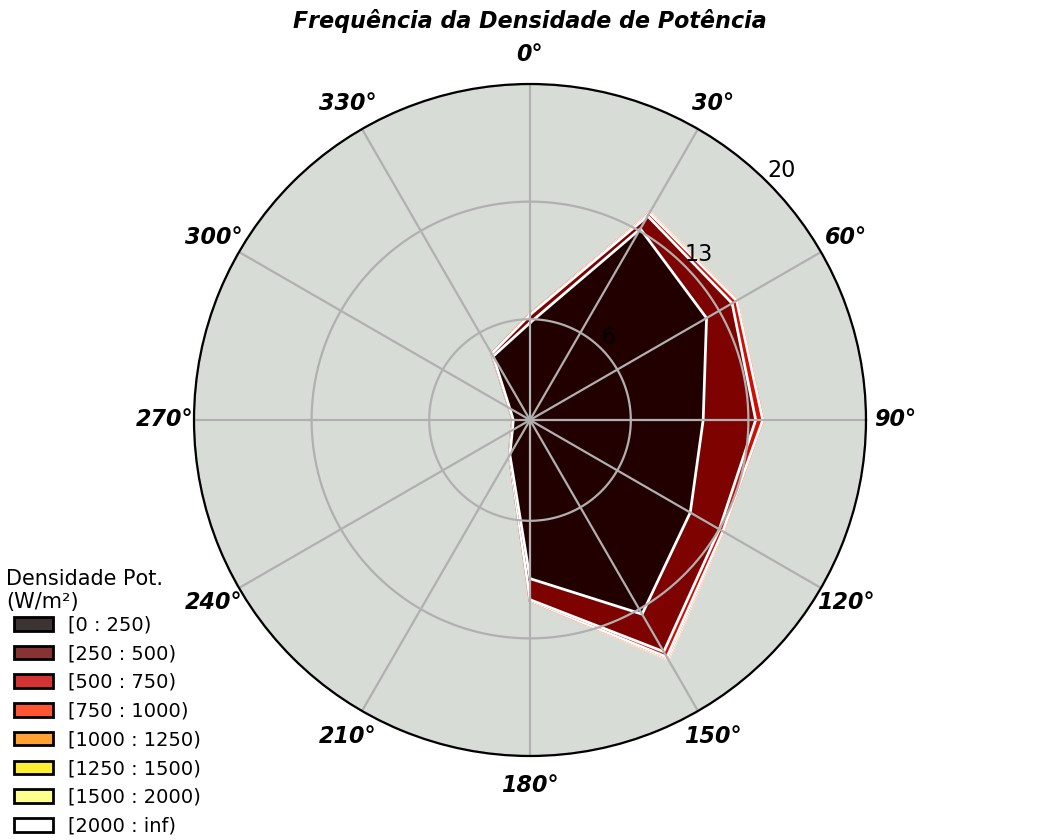 Frequência da Densidade de Potência
0°
330°
30°
20
300°
60°
13
6
270°
90°
240°
120°
210°
150°
180°
Densidade Pot.
(W/m²)
[0 : 250)
[250 : 500)
[500 : 750)
[750 : 1000)
[1000 : 1250)
[1250 : 1500)
[1500 : 2000)
[2000 : inf)